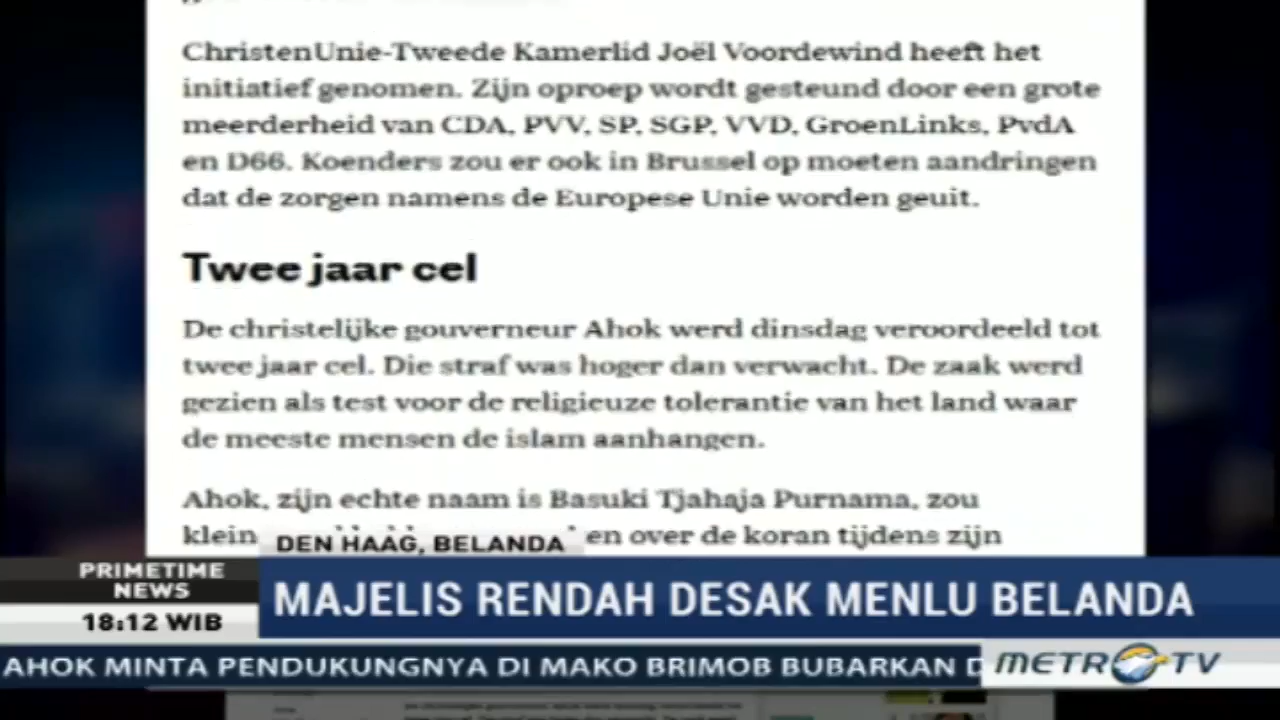 ChristenUnie-Tweede Kamerlid Joël Voordewind heeft het
initiatief genomen. Zijn oproep wordt gesteund door een grote
meerderheid van CDA, PVV, SP, SGP, VVD, GroenLinks, PvdA
en D66. Koenders zou er ook in Brussel op moeten aandringen
dat de zorgen namens de Europese Unie worden geuit.
Twee jaar cel
De christelijke gouverneur Ahok werd dinsdag veroordeeld tot
twee jaar cel. Die straf was hoger dan verwacht. De zaak werd
gezien als test voor de religieuze tolerantie van het land waar
de meeste mensen de islam aanhangen.
Ahok, zijn echte naam is Basuki Tjahaja Purnama, zou
klein en over de koran tijdens zijn
DEN HAAG, BELANDA
PRIMETIME
NEWS
MAJELIS RENDAH DESAK MENLU BELANDA
18:12 WIB
AHOK MINTA PENDUKUNGNYA DI MAKO BRIMOB BUBARKAN D
METRO TV